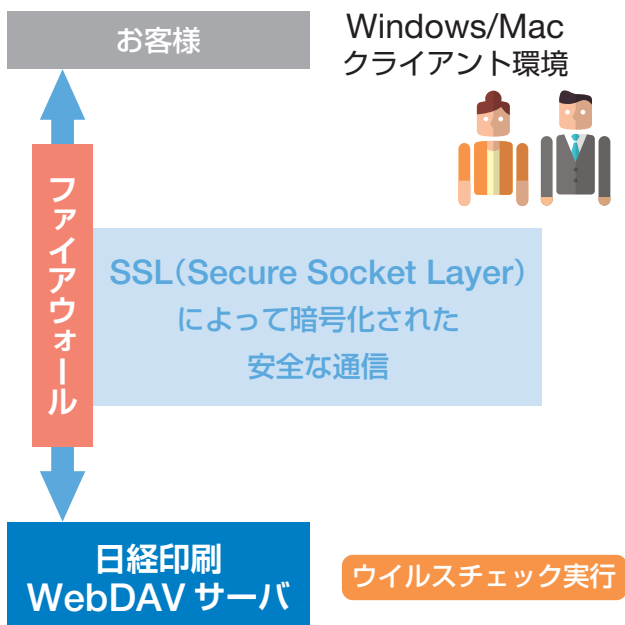 お客様
Windows/Mac
クライアント環境
ファイアウォール
SSL(Secure Socket Layer)
によって暗号化された
安全な通信
日経印刷
WebDAV サーバ
ウイルスチェック実行